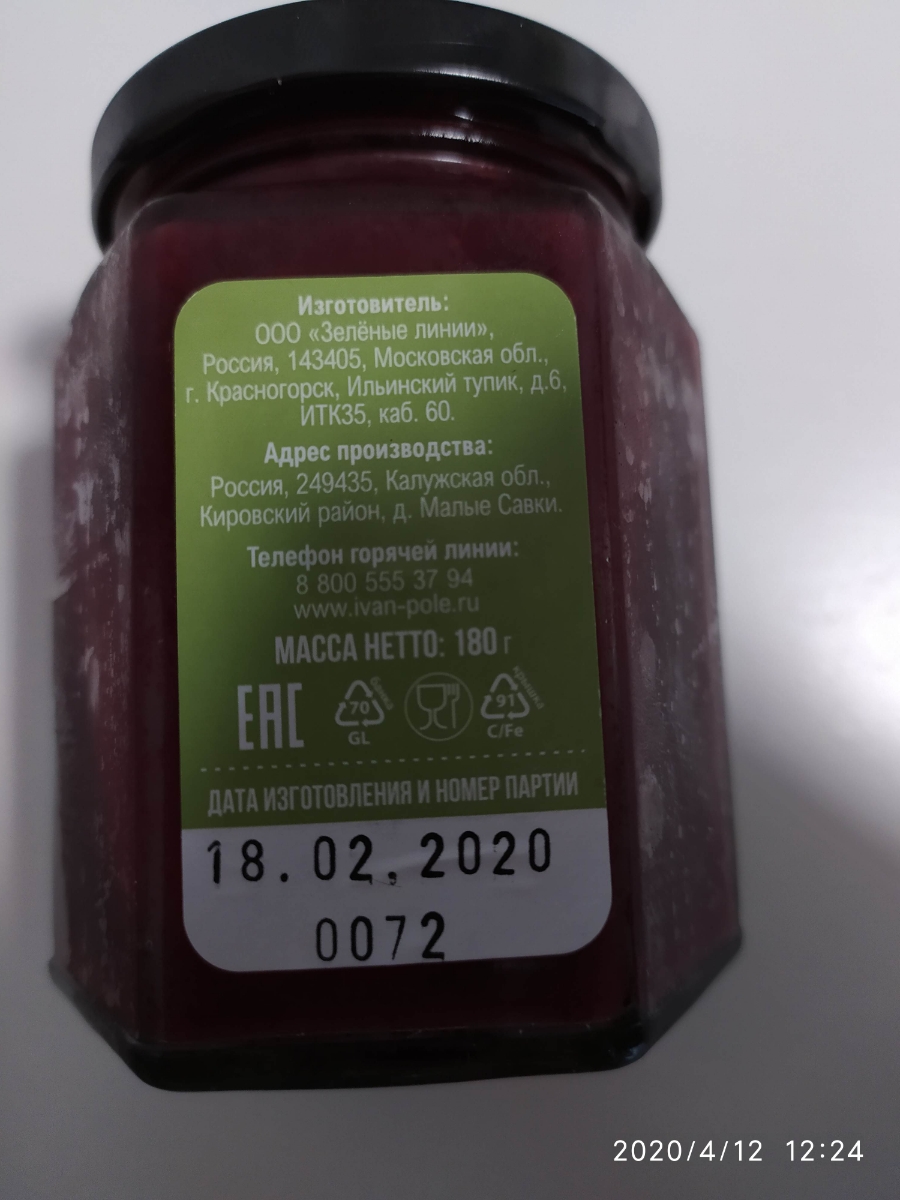 Изготовитель:
ООО «Зелёные линии»,
Россия, 143405, Московская обл.,
г. Красногорск, Ильинский тупик, д.6,
ИТК35, каб. 60.
Адрес производства:
Россия, 249435, Калужская обл.,
Кировский район, д. Малые Савки.
Телефон горячей линии:
8 800 555 37 94
www.ivan-pole.ru
МАССА НЕТТО: 180 г
EAC 70 банка GL 91 крышка C/Fe
ДАТА ИЗГОТОВЛЕНИЯ И НОМЕР ПАРТИИ
18.02.2020
0072
2020/4/12 12:24